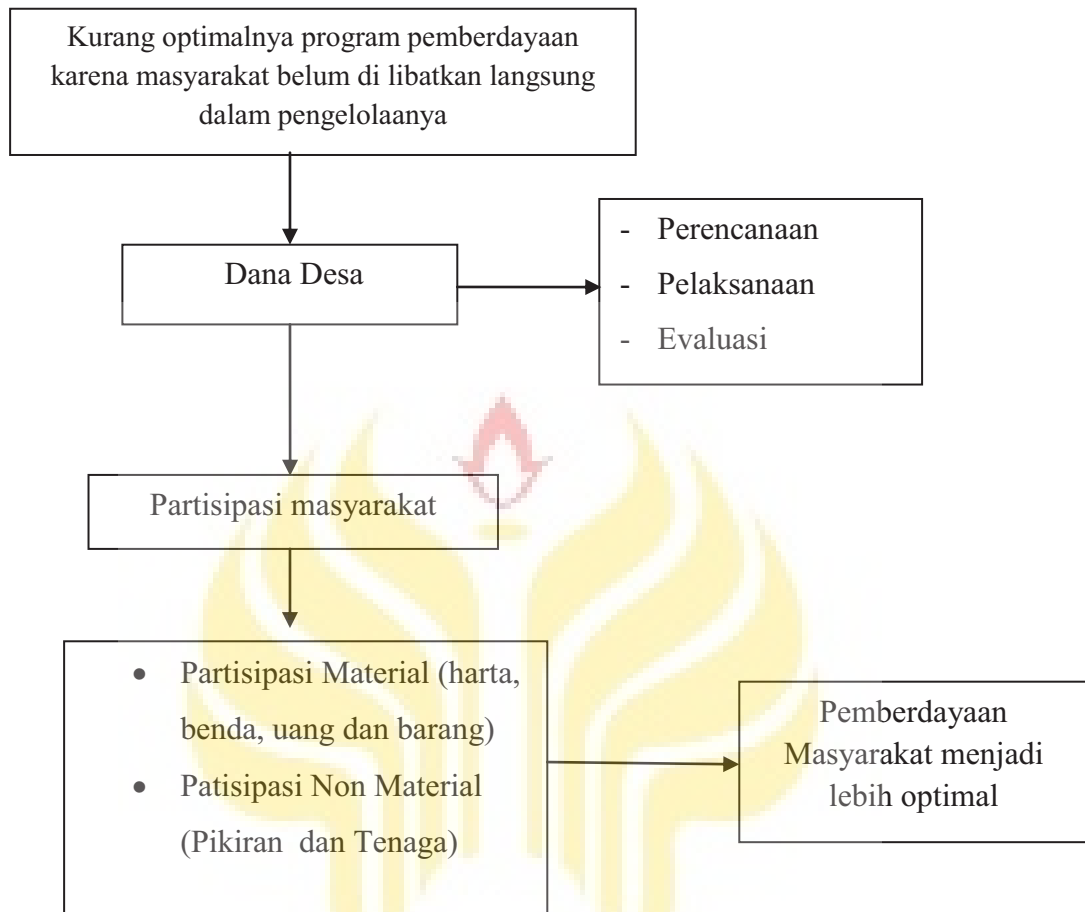 Kurang optimalnya program pemberdayaan
karena masyarakat belum di libatkan langsung
dalam pengelolaanya
Dana Desa
- Perencanaan
- Pelaksanaan
- Evaluasi
Partisipasi masyarakat
• Partisipasi Material (harta,
benda, uang dan barang)
• Patisipasi Non Material
(Pikiran dan Tenaga)
Pemberdayaan
Masyarakat menjadi
lebih optimal